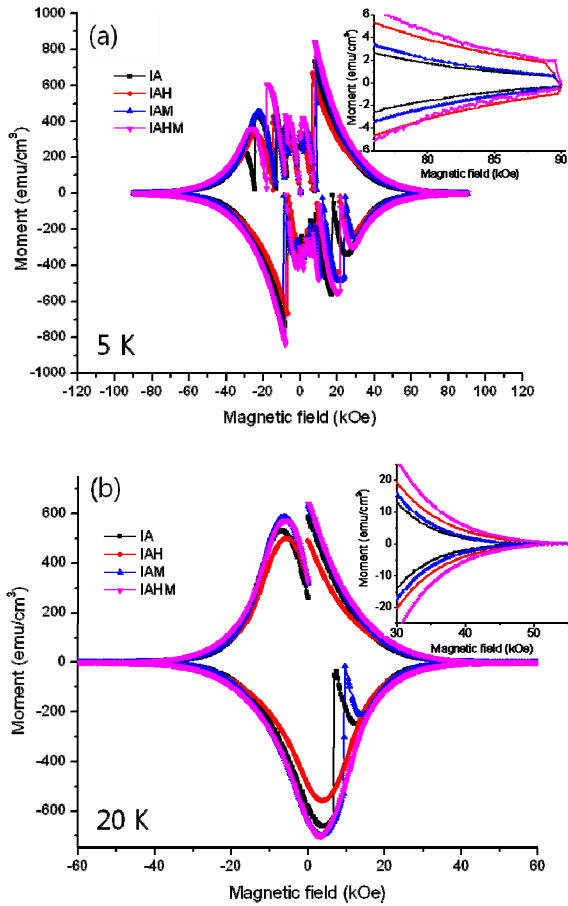 (a)
IA
IAH
IAM
IAHM
1000
800
600
400
200
0
-200
-400
-600
-800
-1000
Moment (emu/cm³)
5 K
-120 -100 -80 -60 -40 -20 0 20 40 60 80 100 120
Magnetic field (kOe)
6
4
2
0
-2
-4
-6
Moment (emu/cm³)
80 85 90
Magnetic field (kOe)
(b)
IA
IAH
IAM
IAHM
600
400
200
0
-200
-400
-600
Moment (emu/cm³)
20 K
-60 -40 -20 0 20 40 60
Magnetic field (kOe)
20
10
0
-10
-20
Moment (emu/cm³)
30 40 50
Magnetic field (kOe)